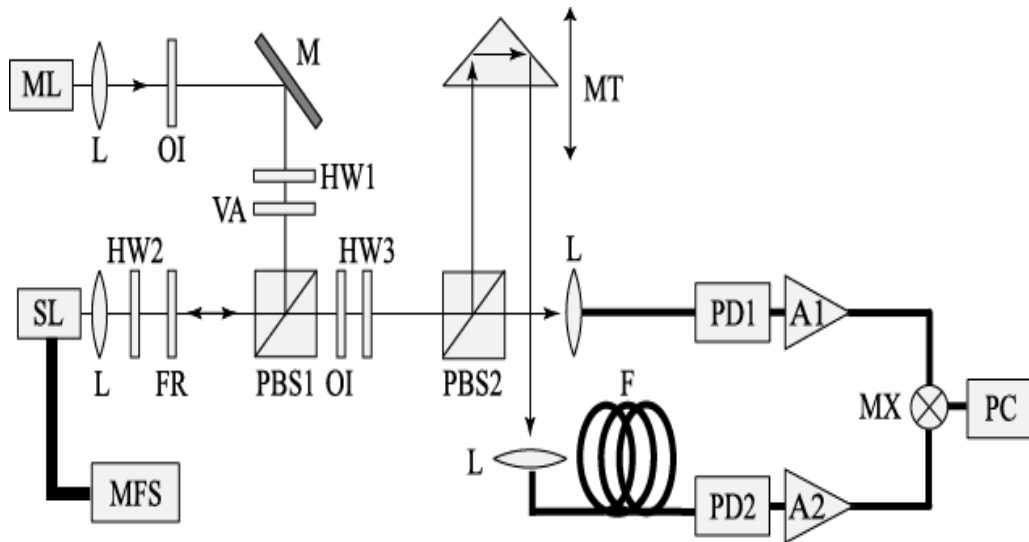 M
ML
MT
L
OI
HW1
VA
HW2
HW3
L
SL
PD1
A1
L
FR
PBS1
OI
PBS2
F
MX
PC
L
MFS
PD2
A2